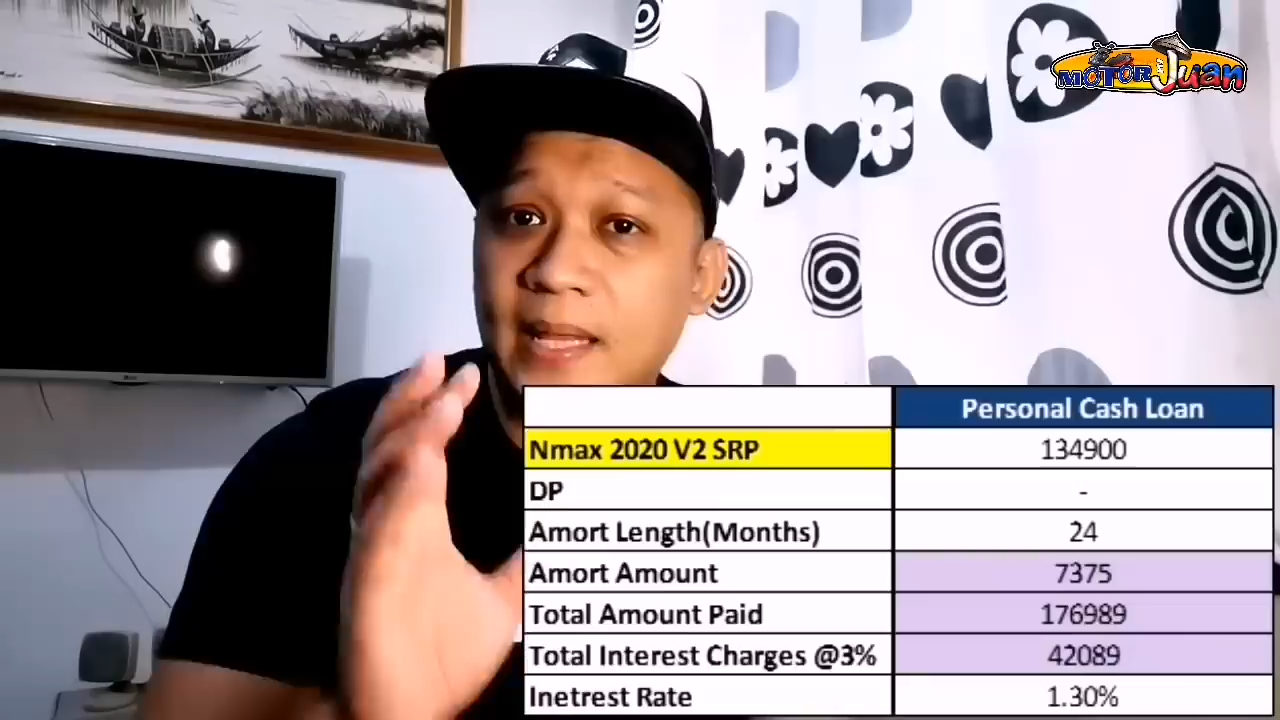 MOTOR ni Juan
Personal Cash Loan
Nmax 2020 V2 SRP 134900
DP -
Amort Length(Months) 24
Amort Amount 7375
Total Amount Paid 176989
Total Interest Charges @3% 42089
Inetrest Rate 1.30%